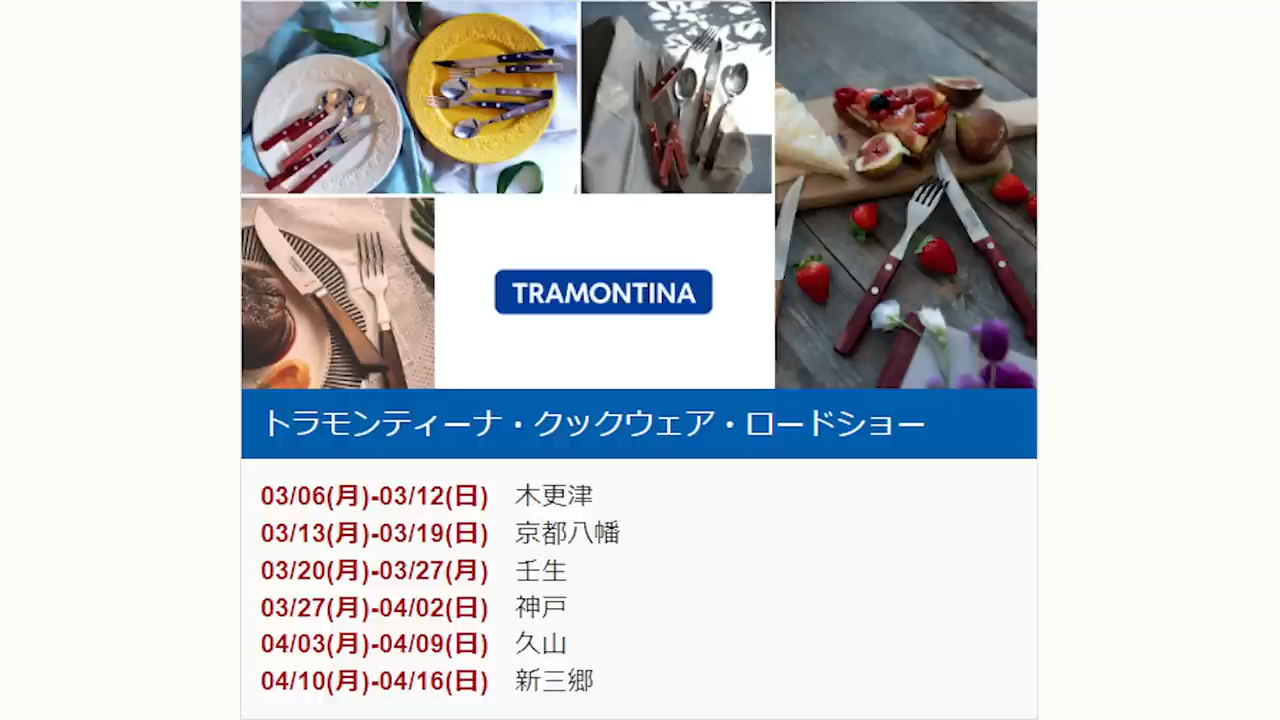 TRAMONTINA
トラモンティーナ・クックウェア・ロードショー
03/06(月)-03/12(日) 木更津
03/13(月)-03/19(日) 京都八幡
03/20(月)-03/27(月) 壬生
03/27(月)-04/02(日) 神戸
04/03(月)-04/09(日) 久山
04/10(月)-04/16(日) 新三郷